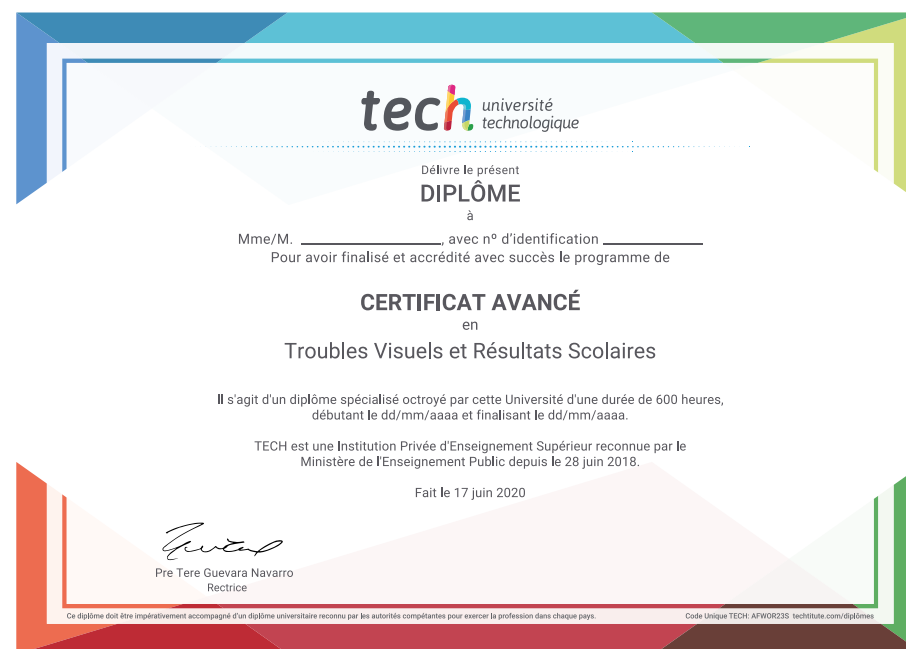 tech université
technologique
Délivre le présent
DIPLÔME
à
Mme/M. ____________________, avec nº d'identification ______________
Pour avoir finalisé et accrédité avec succès le programme de
CERTIFICAT AVANCÉ
en
Troubles Visuels et Résultats Scolaires
Il s'agit d'un diplôme spécialisé octroyé par cette Université d'une durée de 600 heures,
débutant le dd/mm/aaaa et finalisant le dd/mm/aaaa.
TECH est une Institution Privée d'Enseignement Supérieur reconnue par le
Ministère de l'Enseignement Public depuis le 28 juin 2018.
Fait le 17 juin 2020
Pre Tere Guevara Navarro
Rectrice
Ce diplôme doit être impérativement accompagné d'un diplôme universitaire reconnu par les autorités compétantes pour exercer la profession dans chaque pays.
Code Unique TECH: AFWOR23S techtitute.com/diplômes